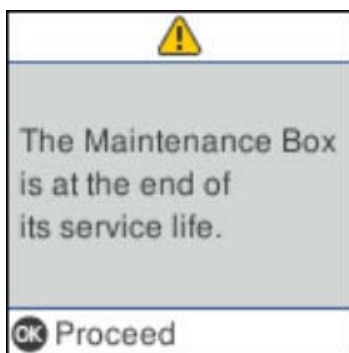 The Maintenance Box
is at the end of
its service life.
OK Proceed